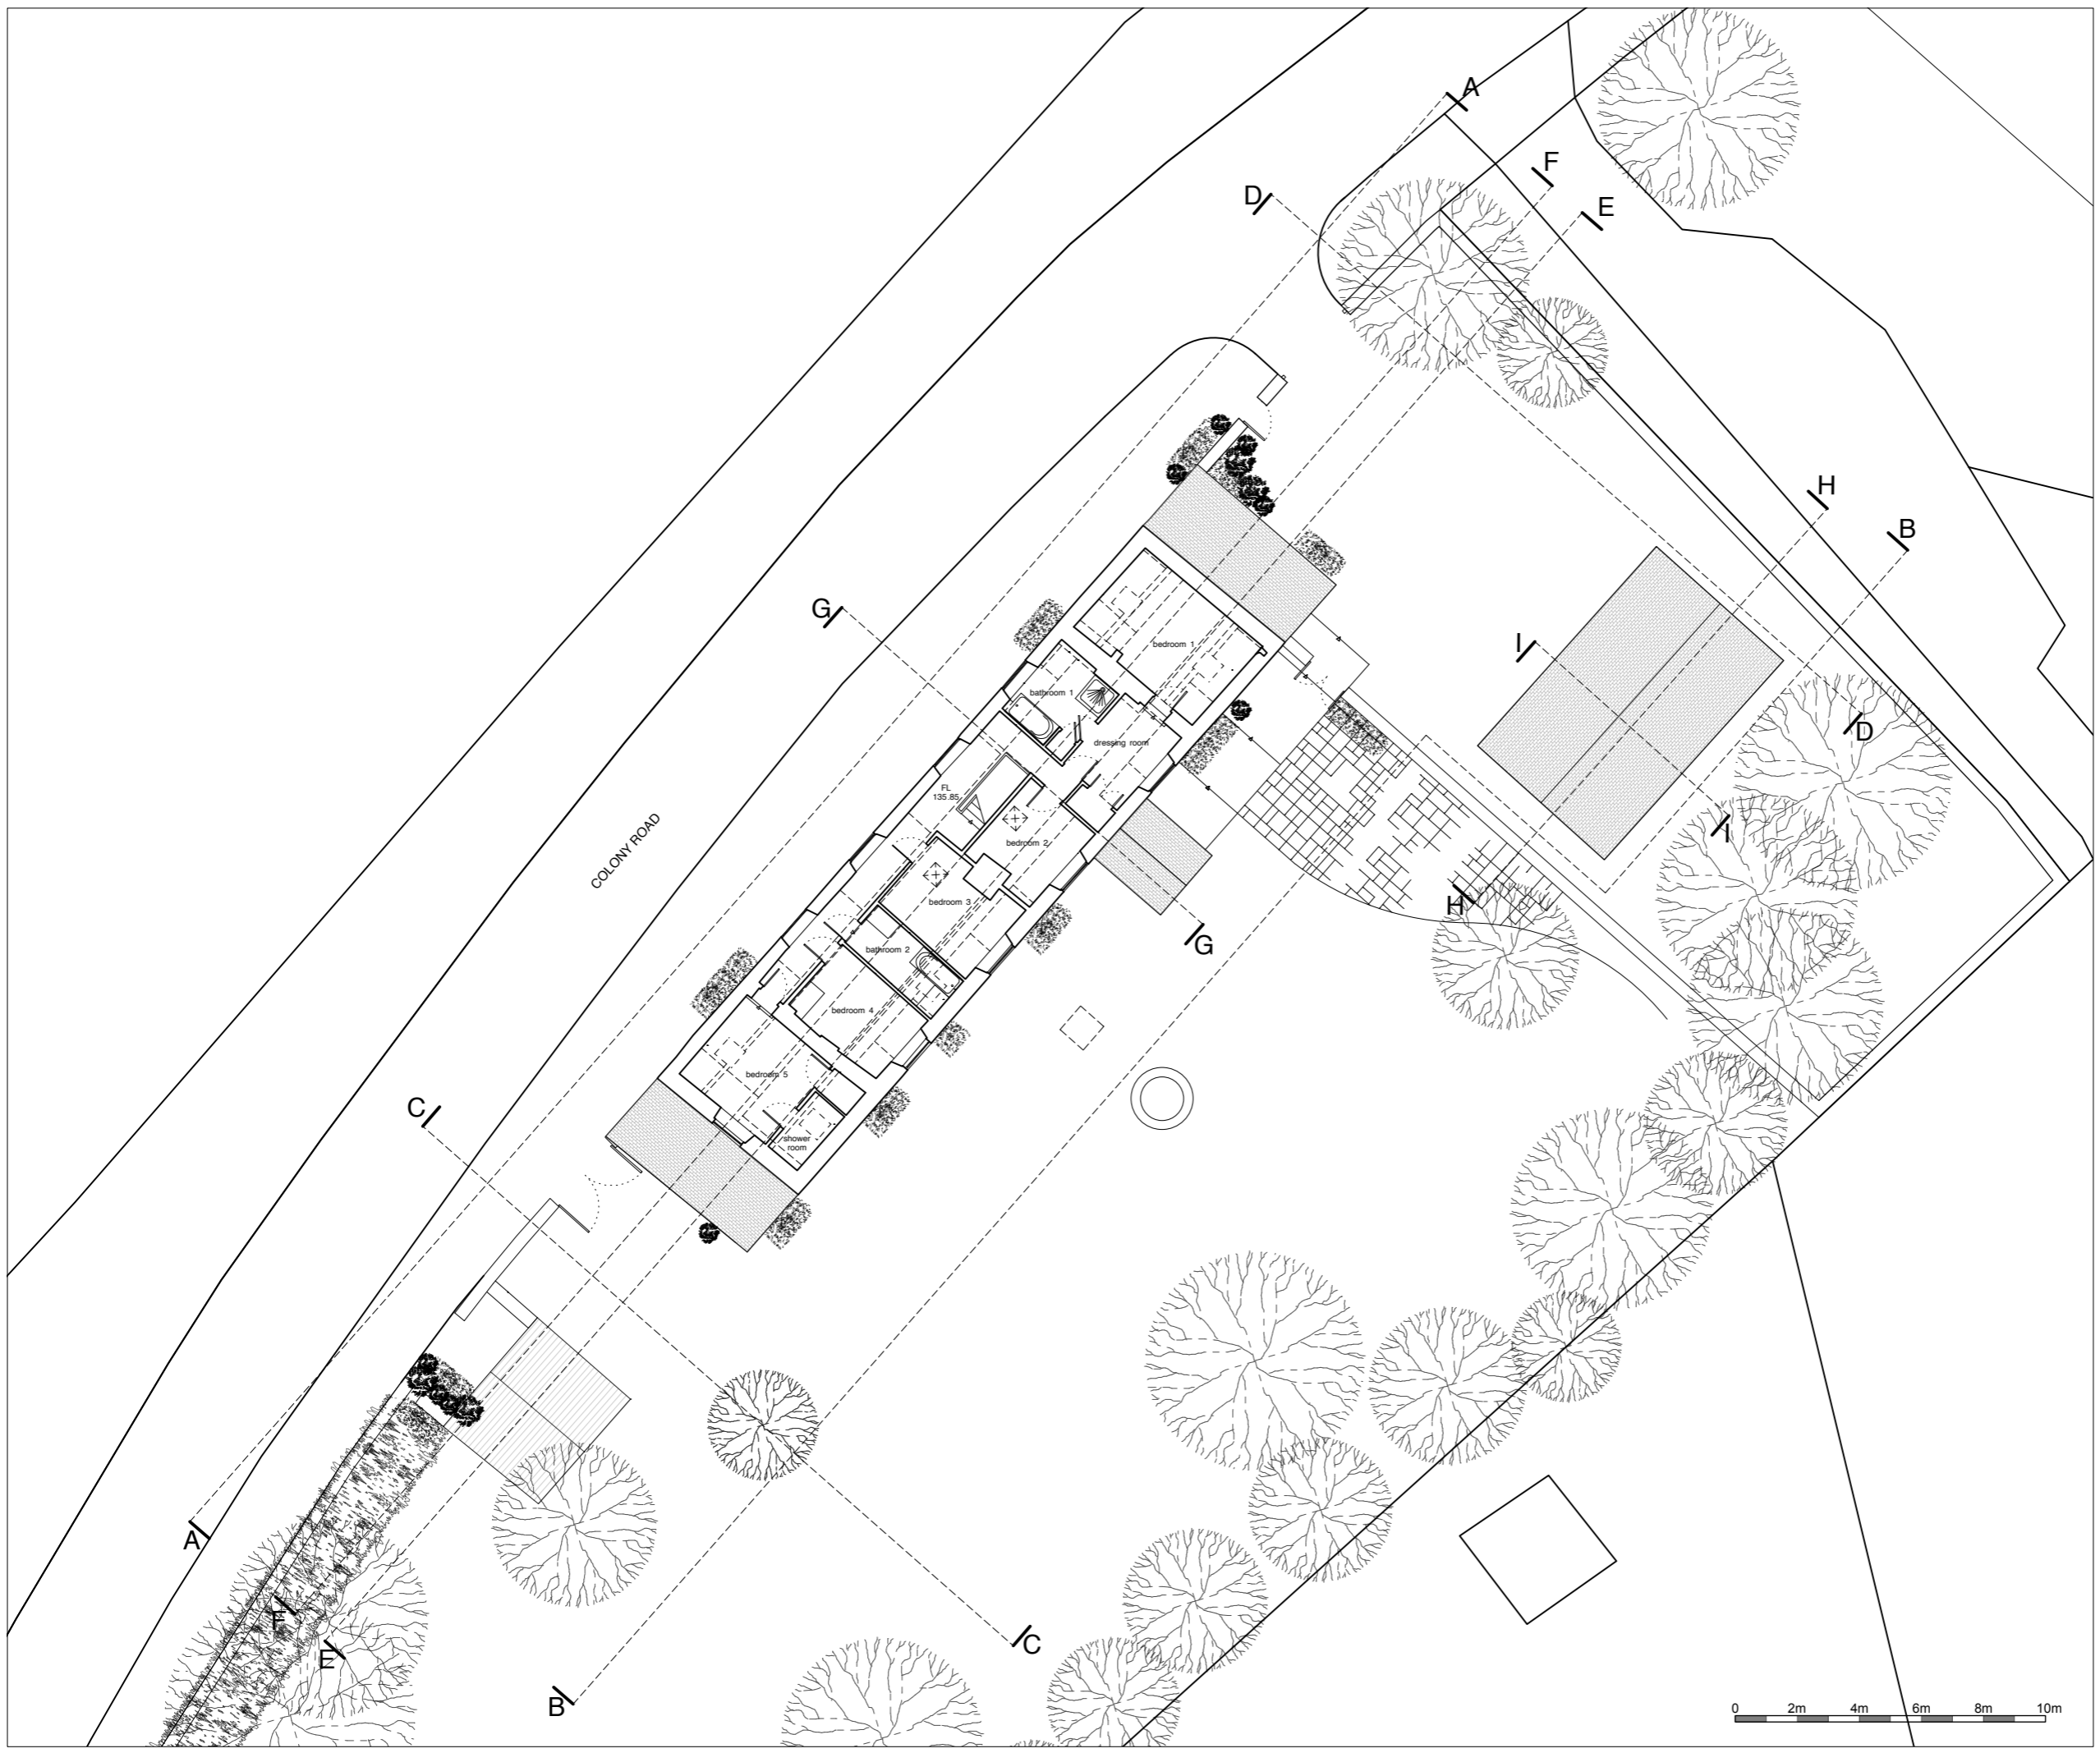 A
F
D
E
H
B
G
I
bedroom 1
bathroom 1
D
dressing room
FL
135.85
COLONY ROAD
I
bedroom 2
bedroom 3
H
G
bathroom 2
bedroom 4
bedroom 5
C
shower
room
A
F
E
C
B
0 2m 4m 6m 8m 10m